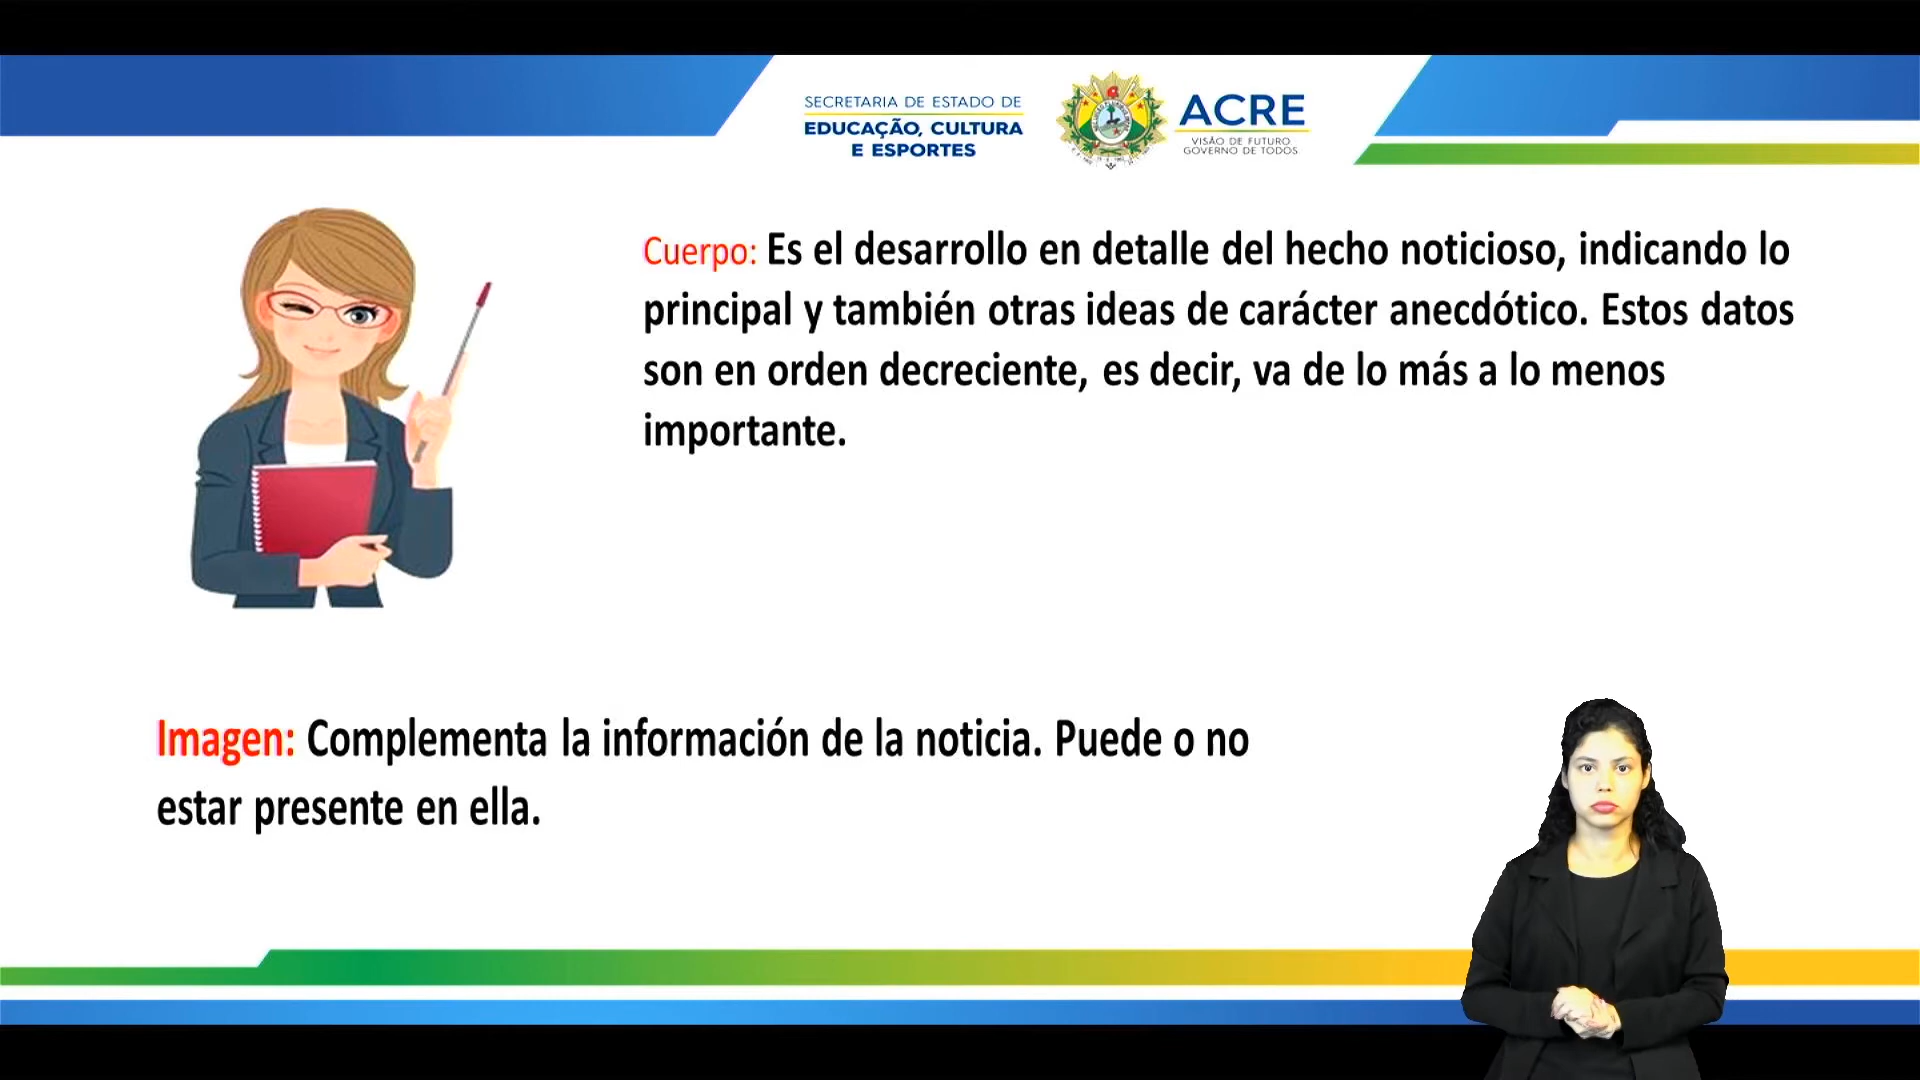 SECRETARIA DE ESTADO DE
EDUCAÇÃO, CULTURA
E ESPORTES
ACRE
VISÃO DE FUTURO
GOVERNO DE TODOS
Cuerpo: Es el desarrollo en detalle del hecho noticioso, indicando lo
principal y también otras ideas de carácter anecdótico. Estos datos
son en orden decreciente, es decir, va de lo más a lo menos
importante.
Imagen: Complementa la información de la noticia. Puede o no
estar presente en ella.